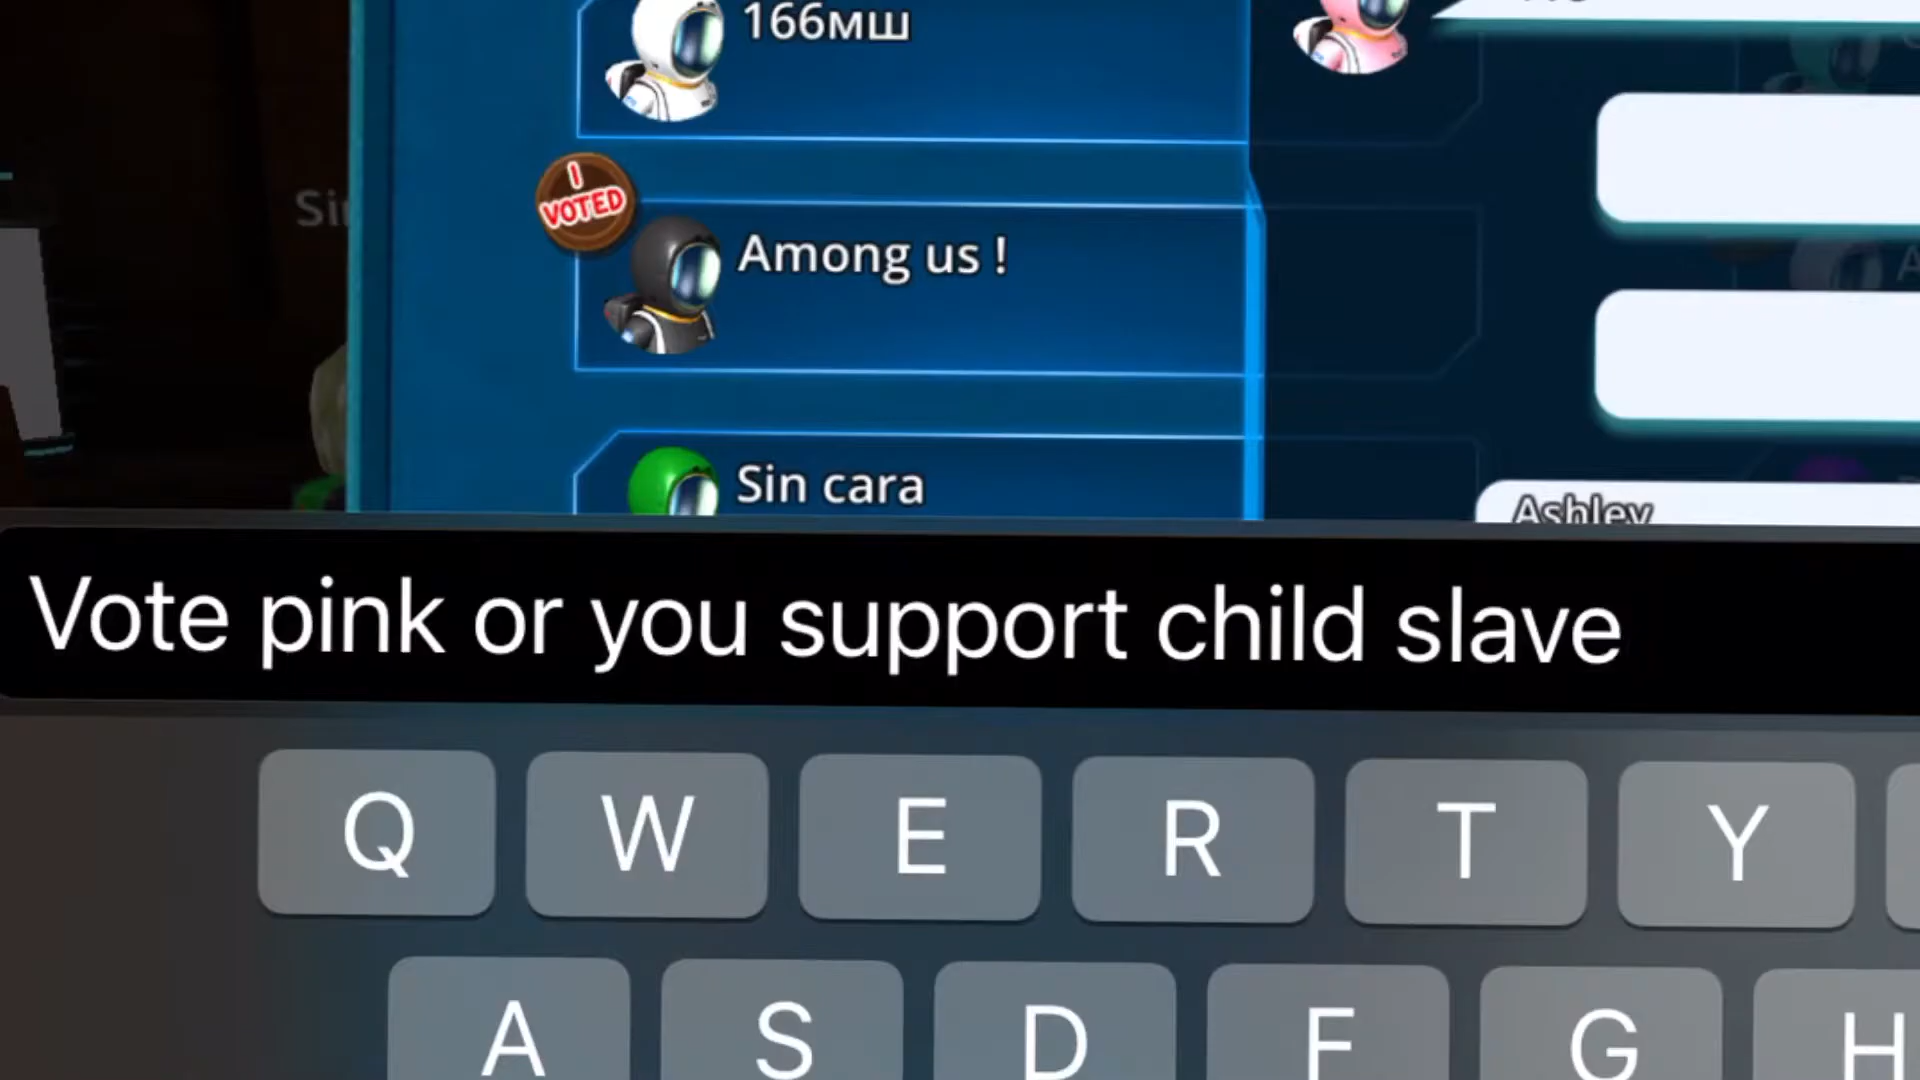 166мш
I
VOTED
Among us !
Sin cara
Ashley
Vote pink or you support child slave
Q W E R T Y
A S D F G H